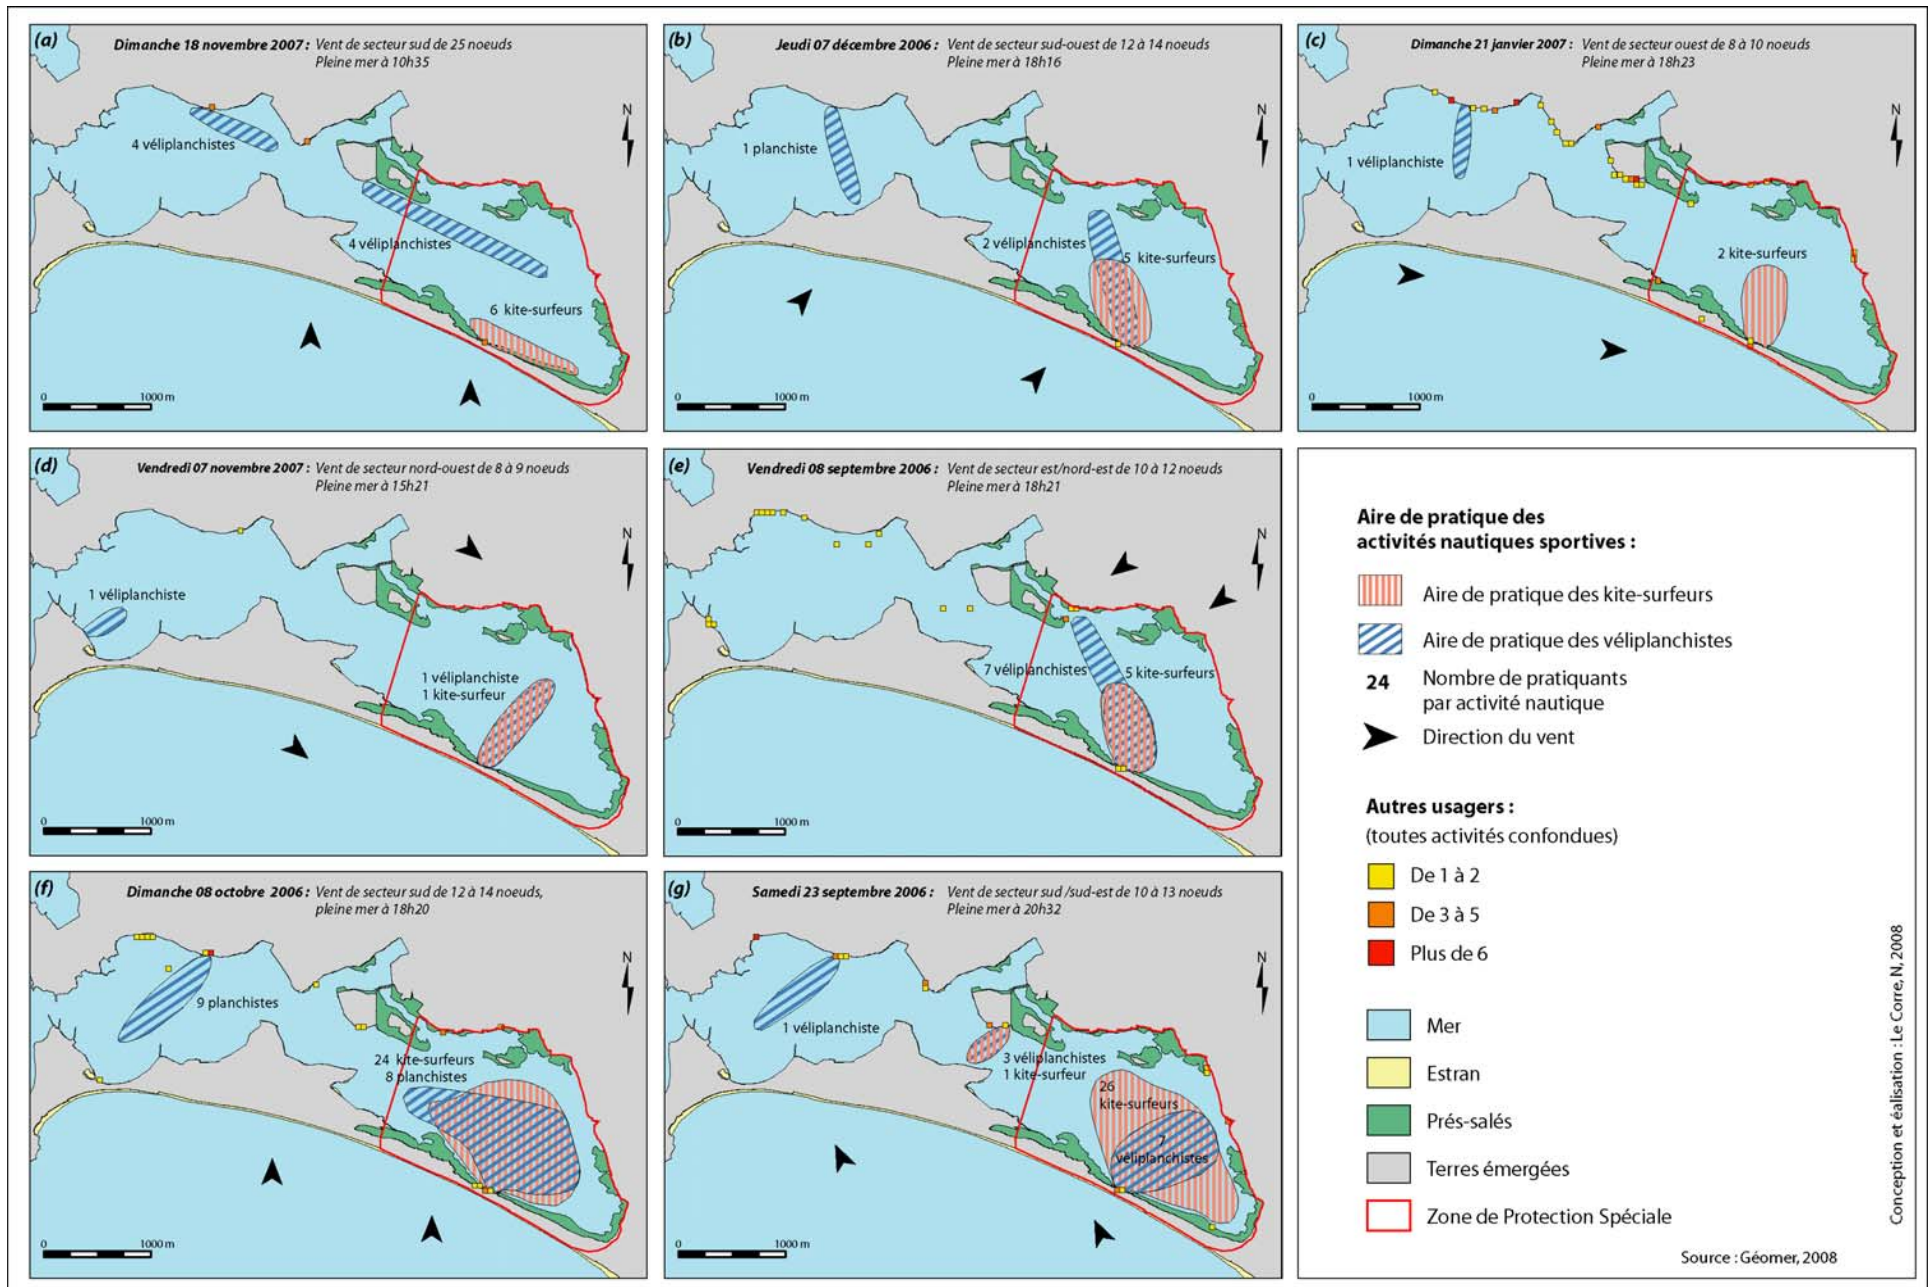 (a) Dimanche 18 novembre 2007 : Vent de secteur sud de 25 noeuds
Pleine mer à 10h35
N
4 véliplanchistes
4 véliplanchistes
6 kite-surfeurs
0 1000 m
(b) Jeudi 07 décembre 2006 : Vent de secteur sud-ouest de 12 à 14 noeuds
Pleine mer à 18h16
N
1 planchiste
2 véliplanchistes
5 kite-surfeurs
0 1000 m
(c) Dimanche 21 janvier 2007 : Vent de secteur ouest de 8 à 10 noeuds
Pleine mer à 18h23
N
1 véliplanchiste
2 kite-surfeurs
0 1000 m
(d) Vendredi 07 novembre 2007 : Vent de secteur nord-ouest de 8 à 9 noeuds
Pleine mer à 15h21
N
1 véliplanchiste
1 véliplanchiste
1 kite-surfeur
0 1000 m
(e) Vendredi 08 septembre 2006 : Vent de secteur est/nord-est de 10 à 12 noeuds
Pleine mer à 18h21
N
7 véliplanchistes
5 kite-surfeurs
0 1000 m
(f) Dimanche 08 octobre 2006 : Vent de secteur sud de 12 à 14 noeuds,
pleine mer à 18h20
N
9 planchistes
24 kite-surfeurs
8 planchistes
0 1000 m
(g) Samedi 23 septembre 2006 : Vent de secteur sud /sud-est de 10 à 13 noeuds
Pleine mer à 20h32
N
1 véliplanchiste
3 véliplanchistes
1 kite-surfeur
26
kite-surfeurs
7
véliplanchistes
0 1000 m
Aire de pratique des
activités nautiques sportives :
Aire de pratique des kite-surfeurs
Aire de pratique des véliplanchistes
24 Nombre de pratiquants
par activité nautique
Direction du vent
Autres usagers :
(toutes activités confondues)
De 1 à 2
De 3 à 5
Plus de 6
Mer
Estran
Prés-salés
Terres émergées
Zone de Protection Spéciale
Source : Géomer, 2008
Conception et éalisation : Le Corre, N, 2008